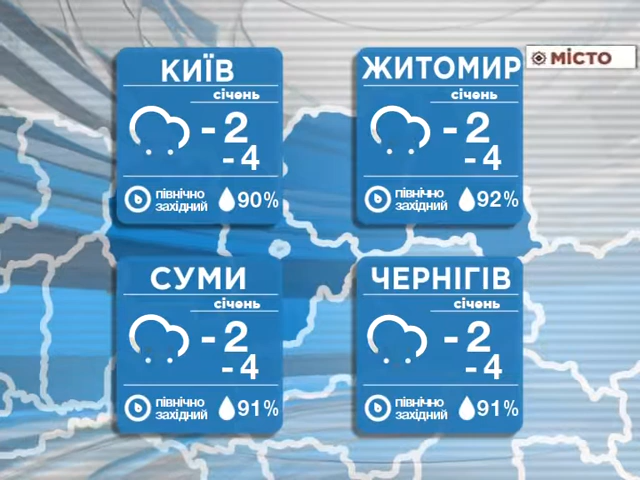 МІСТО
КИЇВ
січень
-2
-4
північно
західний
90%
ЖИТОМИР
січень
-2
-4
північно
західний
92%
СУМИ
січень
-2
-4
північно
західний
91%
ЧЕРНІГІВ
січень
-2
-4
північно
західний
91%